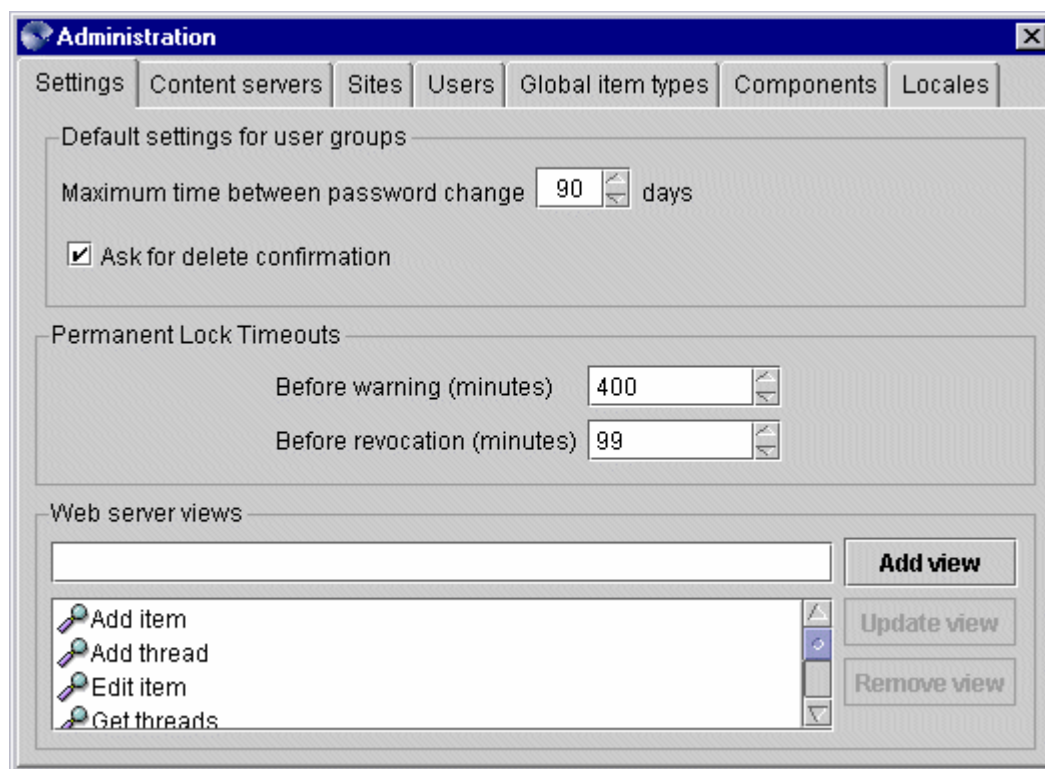 Administration
Settings Content servers Sites Users Global item types Components Locales
Default settings for user groups
Maximum time between password change 90 days
Ask for delete confirmation
Permanent Lock Timeouts
Before warning (minutes) 400
Before revocation (minutes) 99
Web server views
Add view
Add item Update view
Add thread
Edit item Remove view
Get threads